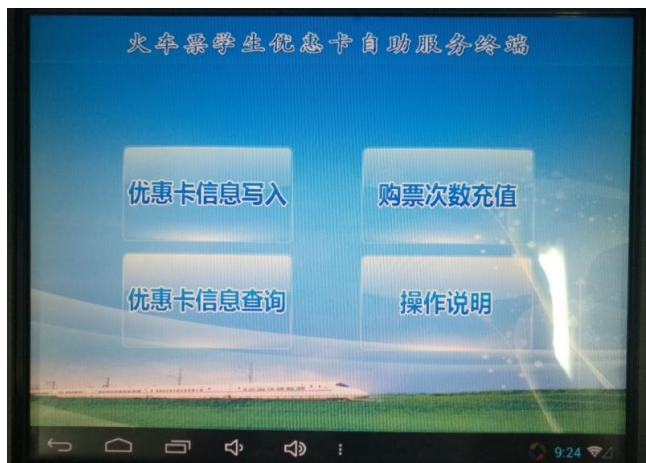 火车票学生优惠卡自助服务终端
优惠卡信息写入
购票次数充值
优惠卡信息查询
操作说明
9:24